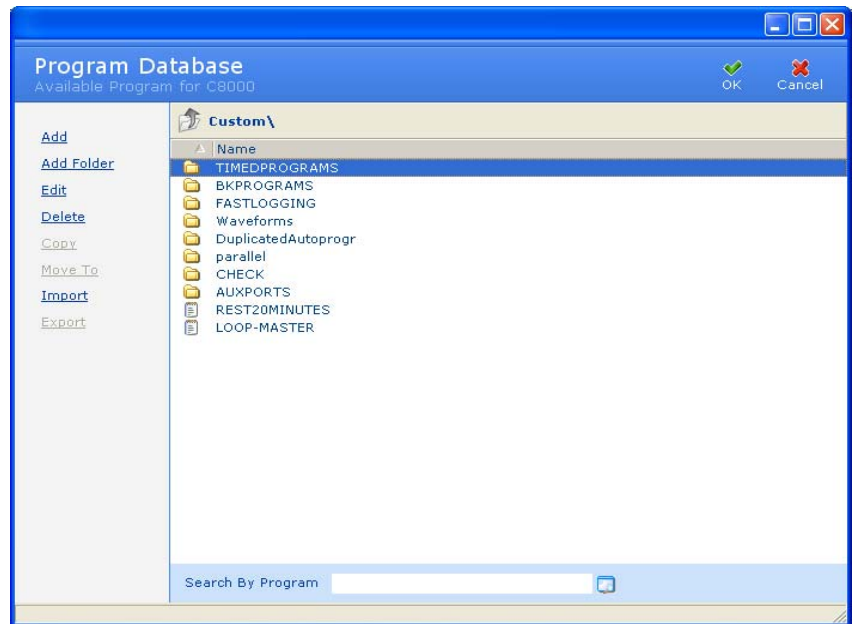 Program Database
Available Program for C8000
OK
Cancel
Add
Add Folder
Edit
Delete
Copy
Move To
Import
Export
Custom\
Name
TIMEDPROGRAMS
BKPROGRAMS
FASTLOGGING
Waveforms
DuplicatedAutoprogr
parallel
CHECK
AUXPORTS
REST20MINUTES
LOOP-MASTER
Search By Program